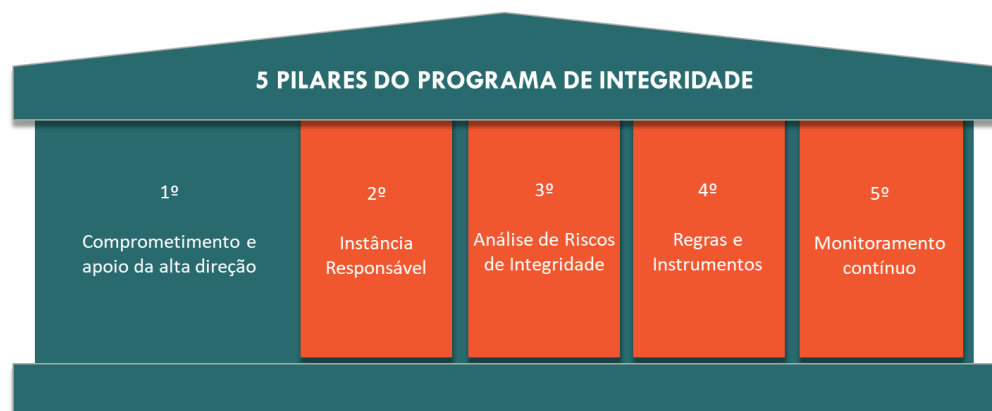 5 PILARES DO PROGRAMA DE INTEGRIDADE
1º
Comprometimento e
apoio da alta direção
2º
Instância
Responsável
3º
Análise de Riscos
de Integridade
4º
Regras e
Instrumentos
5º
Monitoramento
contínuo